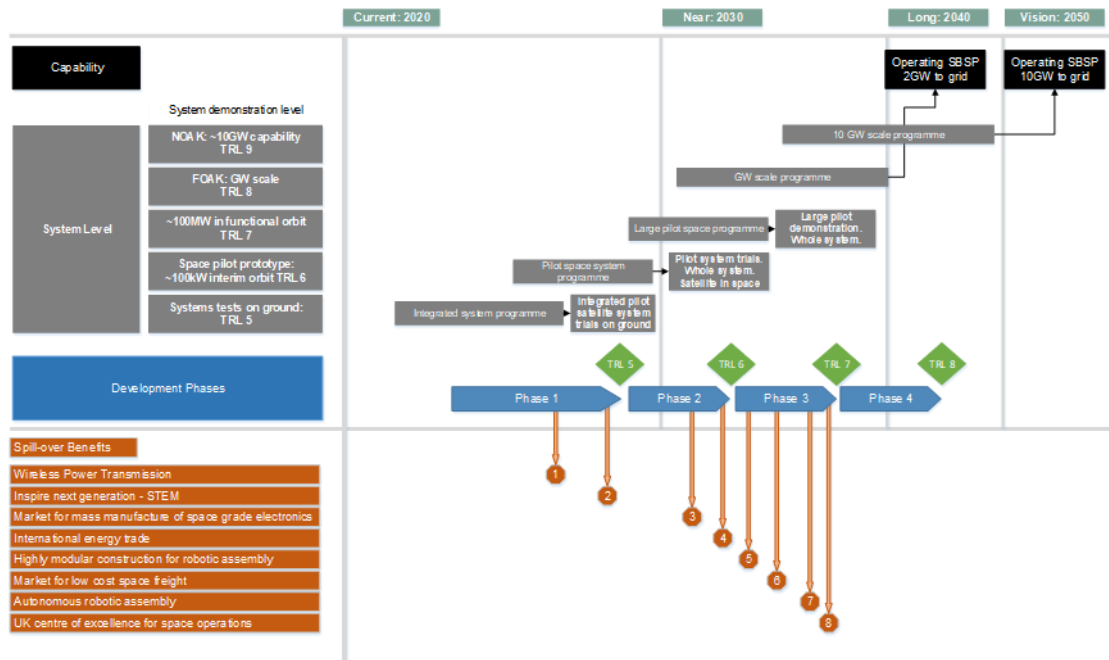 Current: 2020
Near: 2030
Long: 2040
Vision: 2050
Capability
Operating SBSP
2GW to grid
Operating SBSP
10GW to grid
System demonstration level
System Level
NOAK: ~10GW capability
TRL 9
FOAK: GW scale
TRL 8
~100MW in functional orbit
TRL 7
Space pilot prototype:
~100kW interim orbit TRL 6
Systems tests on ground:
TRL 5
10 GW scale programme
GW scale programme
Large pilot space programme
Large pilot
demonstration.
Whole system.
Pilot space system
programme
Pilot system trials.
Whole system.
Satellite in space
Integrated system programme
Integrated pilot
satellite system
trials on ground
Development Phases
TRL 5
TRL 6
TRL 7
TRL 8
Phase 1
Phase 2
Phase 3
Phase 4
Spill-over Benefits
Wireless Power Transmission
Inspire next generation - STEM
Market for mass manufacture of space grade electronics
International energy trade
Highly modular construction for robotic assembly
Market for low cost space freight
Autonomous robotic assembly
UK centre of excellence for space operations
1
2
3
4
5
6
7
8